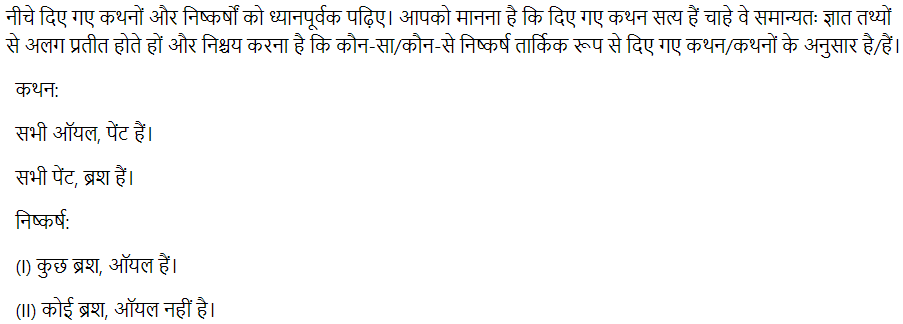 नीचे दिए गए कथनों और निष्कर्षों को ध्यानपूर्वक पढ़िए। आपको मानना है कि दिए गए कथन सत्य हैं चाहे वे समान्यतः ज्ञात तथ्यों
से अलग प्रतीत होते हों और निश्चय करना है कि कौन-सा/कौन-से निष्कर्ष तार्किक रूप से दिए गए कथन/कथनों के अनुसार है/हैं।
कथन:
सभी ऑयल, पेंट हैं।
सभी पेंट, ब्रश हैं।
निष्कर्ष:
(I) कुछ ब्रश, ऑयल हैं।
(II) कोई ब्रश, ऑयल नहीं है।